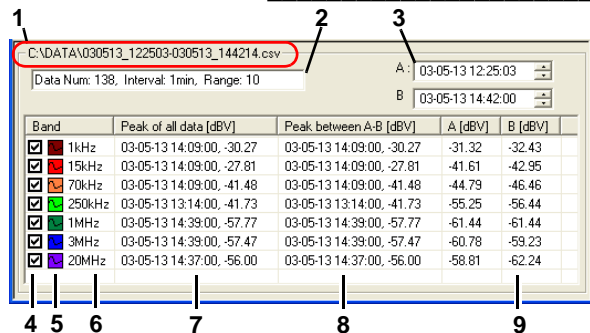 1 2 3
C:\DATA\030513_122503-030513_144214.csv
Data Num: 138, Interval: 1min, Range: 10
A : 03-05-13 12:25:03
B 03-05-13 14:42:00
Band Peak of all data [dBV] Peak between A-B [dBV] A [dBV] B [dBV]
1kHz 03-05-13 14:09:00, -30.27 03-05-13 14:09:00, -30.27 -31.32 -32.43
15kHz 03-05-13 14:09:00, -27.81 03-05-13 14:09:00, -27.81 -41.61 -42.95
70kHz 03-05-13 14:09:00, -41.48 03-05-13 14:09:00, -41.48 -44.79 -46.46
250kHz 03-05-13 13:14:00, -41.73 03-05-13 13:14:00, -41.73 -55.25 -56.44
1MHz 03-05-13 14:39:00, -57.77 03-05-13 14:39:00, -57.77 -61.44 -61.44
3MHz 03-05-13 14:39:00, -57.47 03-05-13 14:39:00, -57.47 -60.78 -59.23
20MHz 03-05-13 14:37:00, -56.00 03-05-13 14:37:00, -56.00 -58.81 -62.24
4 5 6 7 8 9